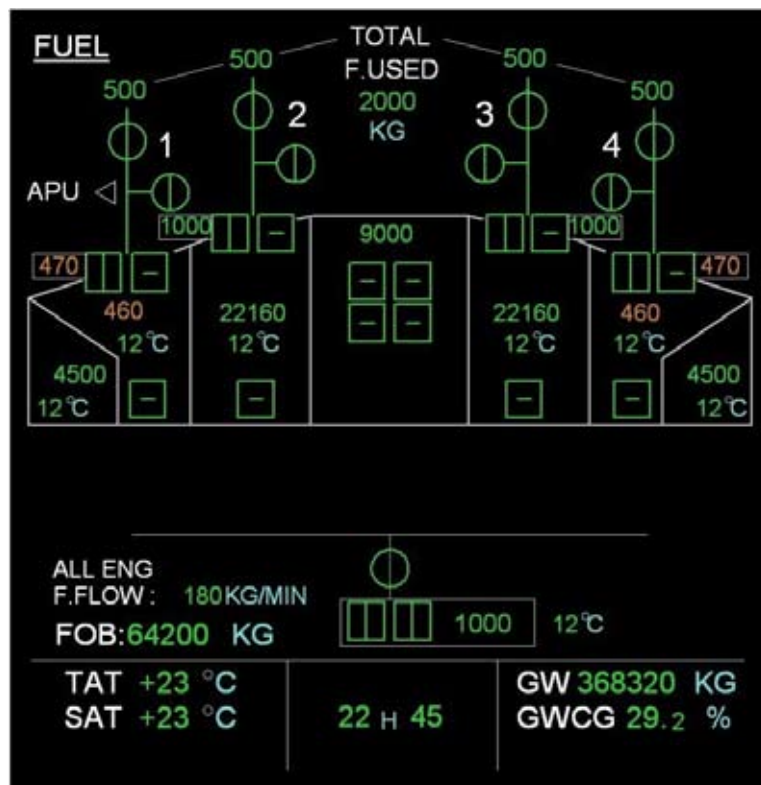 FUEL
TOTAL
F.USED
2000
KG
500 500 500 500
1 2 3 4
APU
1000 9000 1000
470 470
460 22160 22160 460
12°C 12°C 12°C 12°C
4500 4500
12°C 12°C
ALL ENG
F.FLOW : 180 KG/MIN
FOB:64200 KG
1000 12°C
TAT +23 °C
SAT +23 °C
22 H 45
GW 368320 KG
GWCG 29.2 %